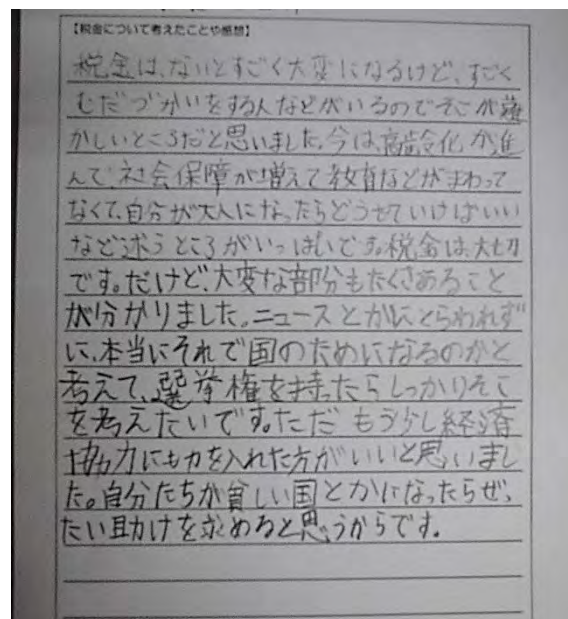 【税金について考えたことや感想】
税金は、ないとすごく大変になるけど、すごく
むだづかいをする人などがいるのでそこが難
かしいところだと思いました。今は、高齢化が進
んで社会保障が増えて教育などがまわって
なくて、自分が大人になったらどうせていけばいい
など迷うところがいっぱいです。税金は大切
です。だけど、大変な部分もたくさあること
が分かりました。ニュースとかにとらわれず
に、本当にそれで国のためになるのかと
考えて、選挙権を持ったらしっかりそこ
を考えたいです。ただもう少し経済
協力にも力を入れた方がいいと思いまし
た。自分たちが貧しい国とかになったらぜっ
たい助けを求めると思うからです。